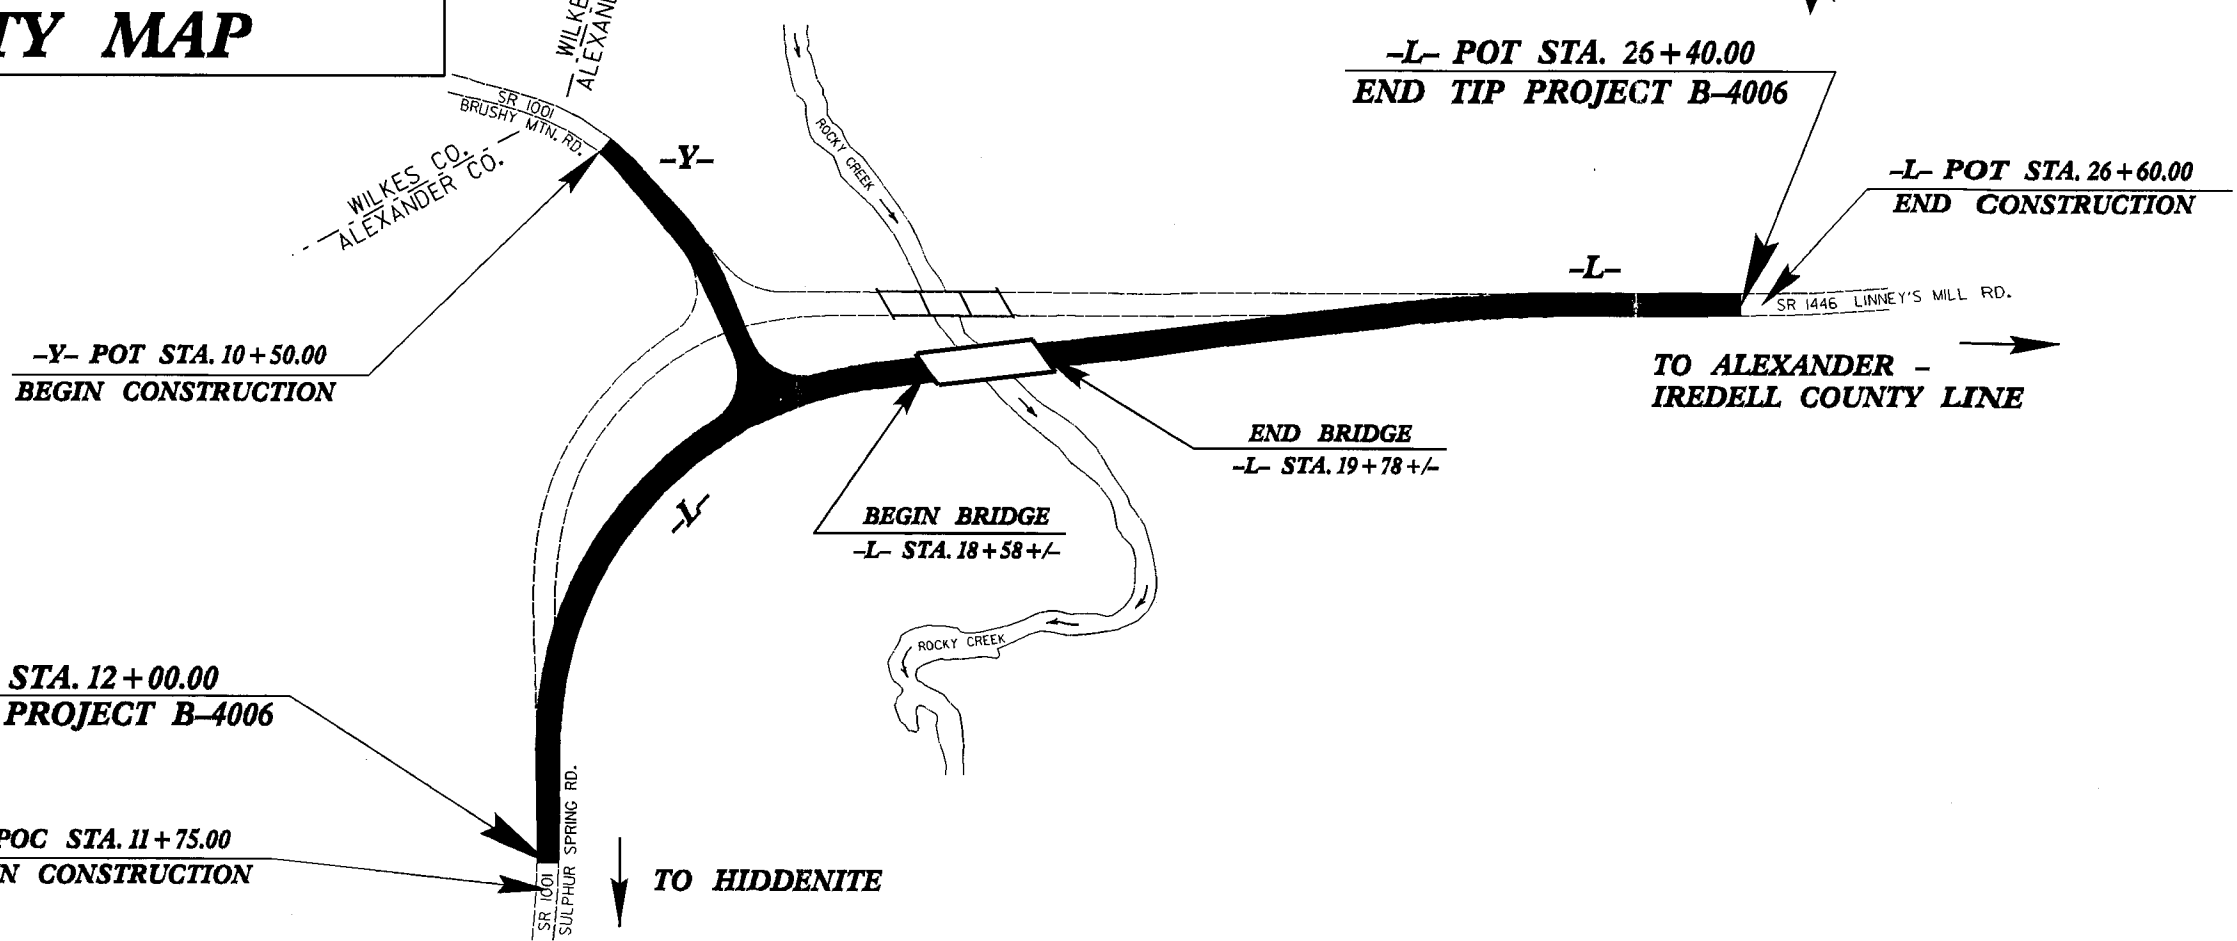 TY MAP
WILKES
ALEXAN
SR 1001
BRUSHY MTN. RD.
WILKES CO.
ALEXANDER CO.
-Y-
ROCKY CREEK
-L- POT STA. 26+40.00
END TIP PROJECT B-4006
-L- POT STA. 26+60.00
END CONSTRUCTION
-L-
SR 1446 LINNEY'S MILL RD.
-Y- POT STA. 10+50.00
BEGIN CONSTRUCTION
TO ALEXANDER -
IREDELL COUNTY LINE
END BRIDGE
-L- STA. 19+78 +/-
-L-
BEGIN BRIDGE
-L- STA. 18+58 +/-
ROCKY CREEK
STA. 12+00.00
PROJECT B-4006
POC STA. 11+75.00
N CONSTRUCTION
SR 1001
SULPHUR SPRING RD.
TO HIDDENITE